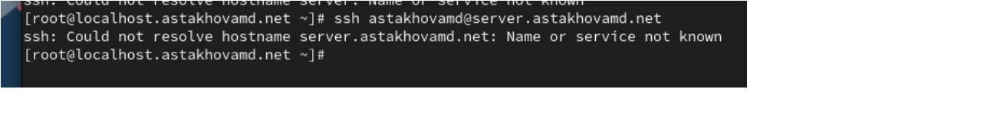 ssh: Could not resolve hostname server: Name or service not known
[root@localhost.astakhovamd.net ~]# ssh astakhovamd@server.astakhovamd.net
ssh: Could not resolve hostname server.astakhovamd.net: Name or service not known
[root@localhost.astakhovamd.net ~]#